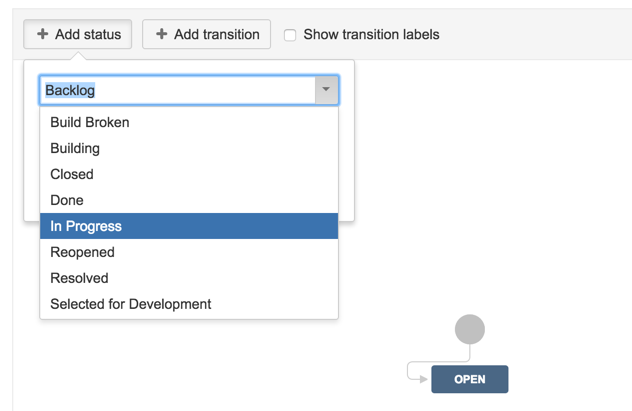 Add status
Add transition
Show transition labels
Backlog
Build Broken
Building
Closed
Done
In Progress
Reopened
Resolved
Selected for Development
OPEN